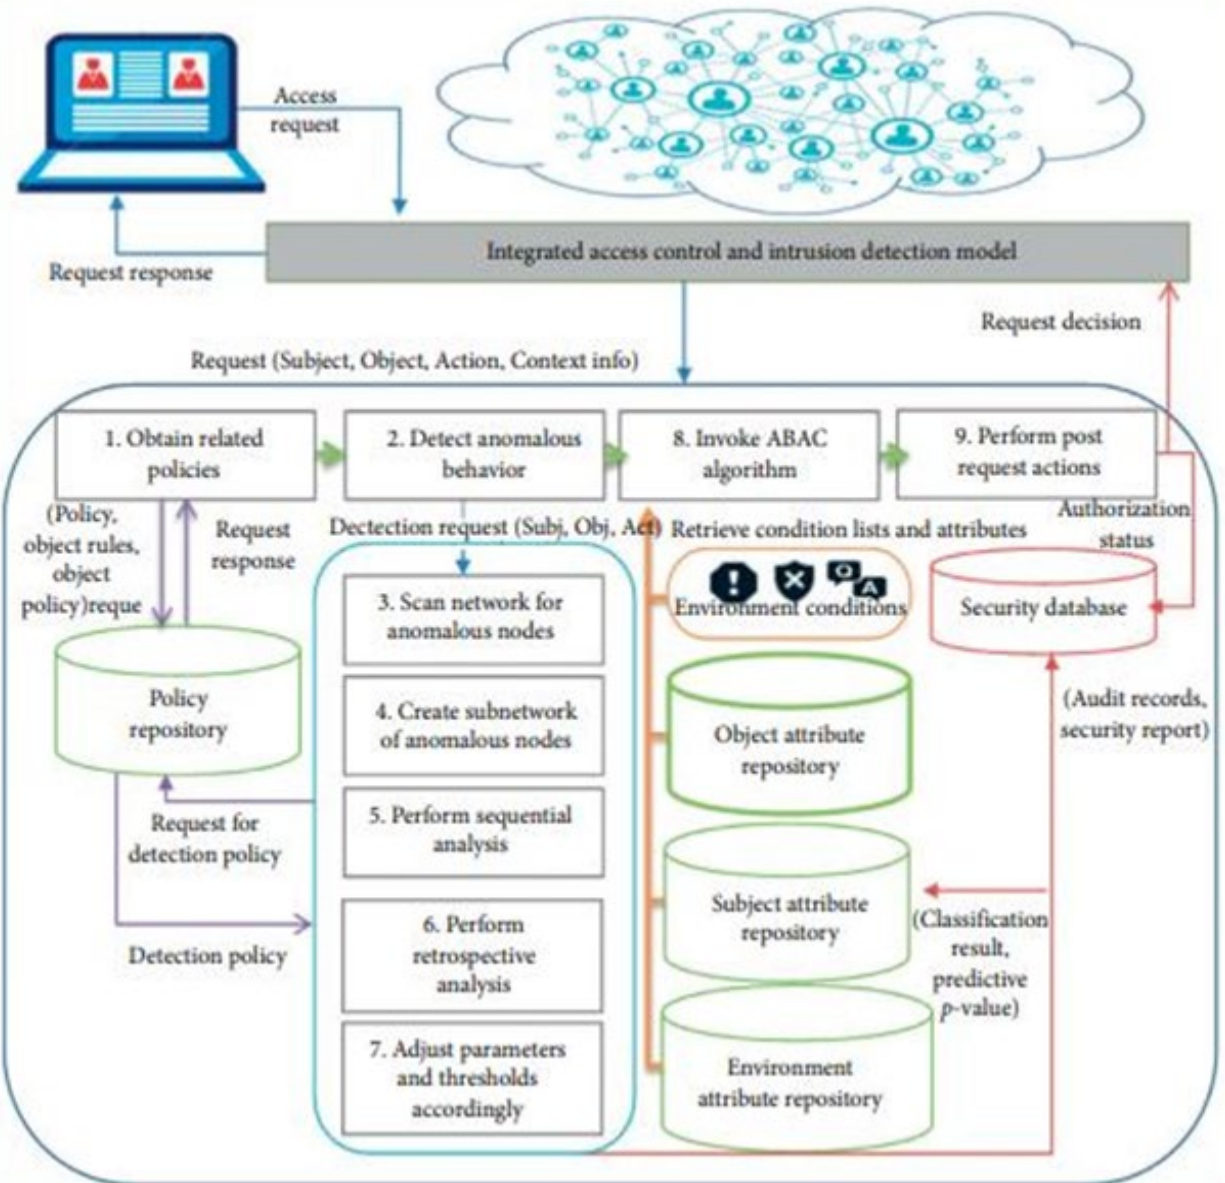 Access
request
Integrated access control and intrusion detection model
Request response
Request decision
Request (Subject, Object, Action, Context info)
1. Obtain related
policies
2. Detect anomalous
behavior
8. Invoke ABAC
algorithm
9. Perform post
request actions
(Policy,
object rules,
object
policy)reque
Request
response
Dectection request (Subj, Obj, Act)
Retrieve condition lists and attributes
Authorization
status
3. Scan network for
anomalous nodes
Q
A
Environment conditions
Security database
Policy
repository
4. Create subnetwork
of anomalous nodes
Object attribute
repository
(Audit records,
security report)
Request for
detection policy
5. Perform sequential
analysis
Detection policy
6. Perform
retrospective
analysis
Subject attribute
repository
(Classification
result,
predictive
p-value)
7. Adjust parameters
and thresholds
accordingly
Environment
attribute repository